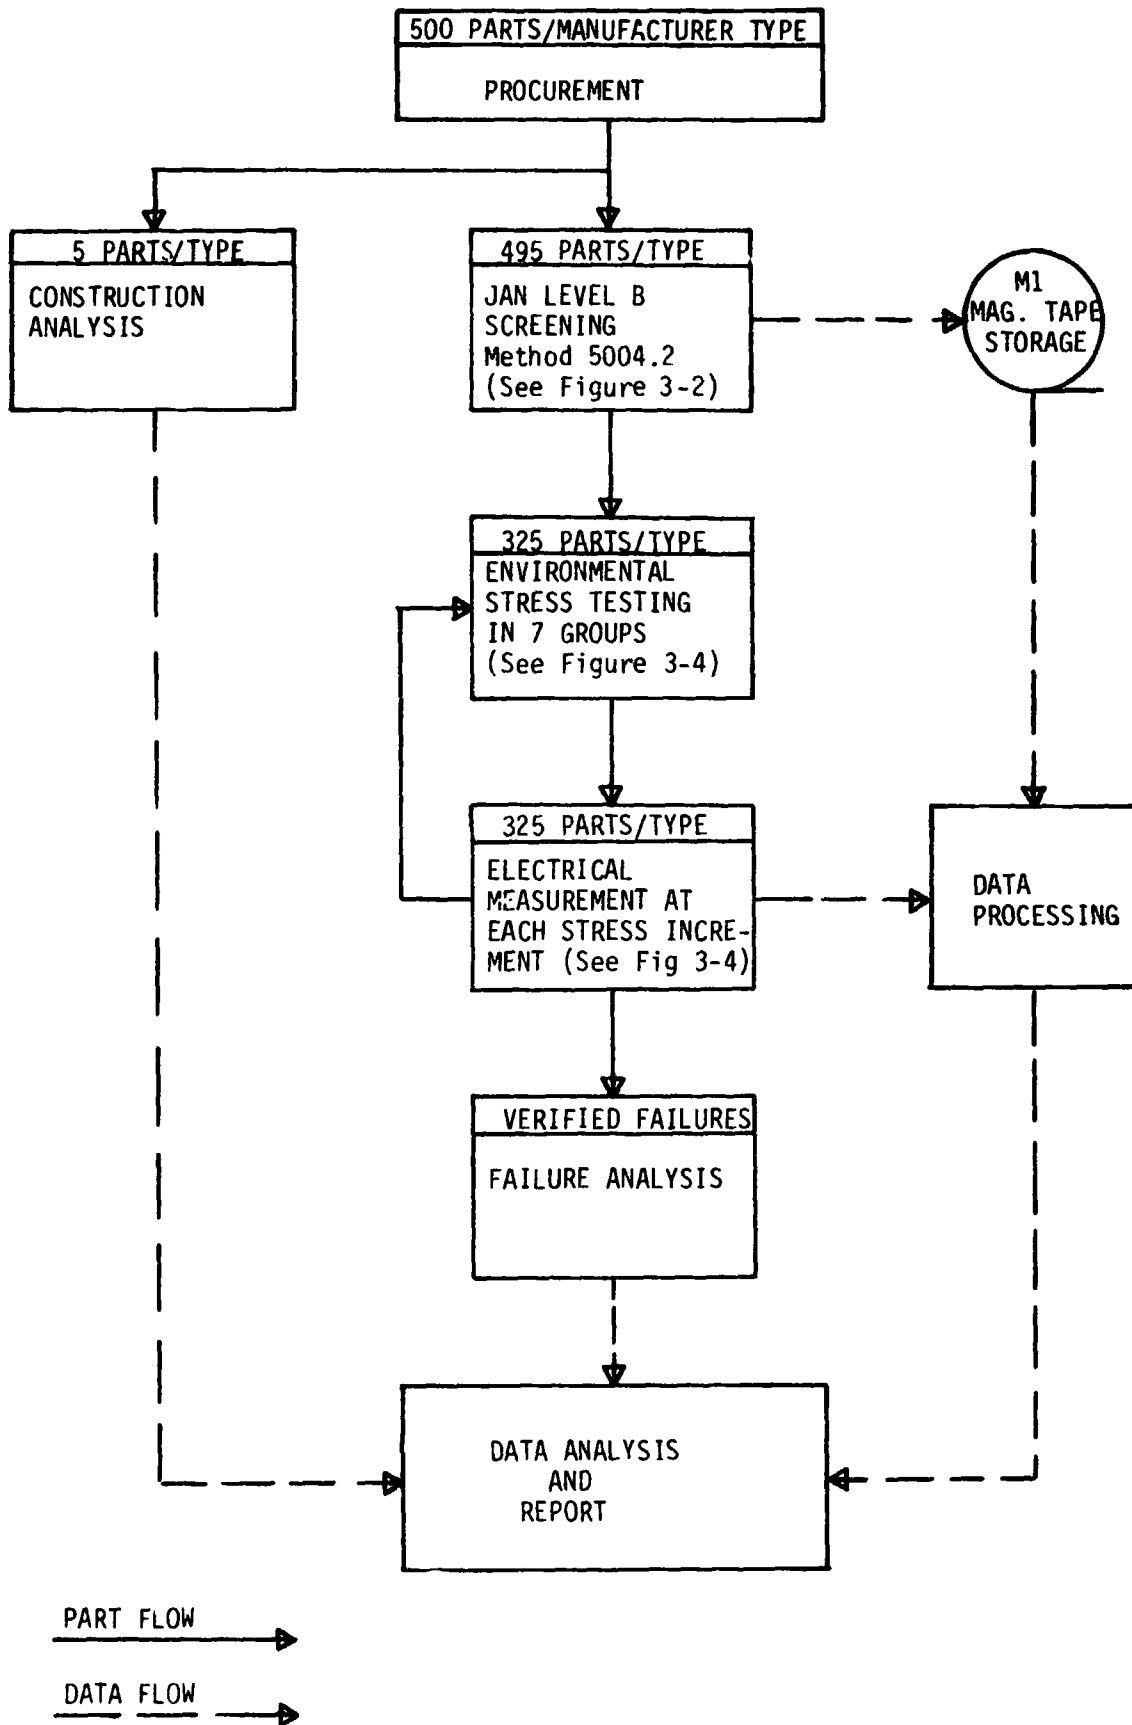 500 PARTS/MANUFACTURER TYPE
PROCUREMENT
5 PARTS/TYPE
CONSTRUCTION
ANALYSIS
495 PARTS/TYPE
JAN LEVEL B
SCREENING
Method 5004.2
(See Figure 3-2)
M1
MAG. TAPE
STORAGE
325 PARTS/TYPE
ENVIRONMENTAL
STRESS TESTING
IN 7 GROUPS
(See Figure 3-4)
325 PARTS/TYPE
ELECTRICAL
MEASUREMENT AT
EACH STRESS INCRE-
MENT (See Fig 3-4)
DATA
PROCESSING
VERIFIED FAILURES
FAILURE ANALYSIS
DATA ANALYSIS
AND
REPORT
PART FLOW
DATA FLOW